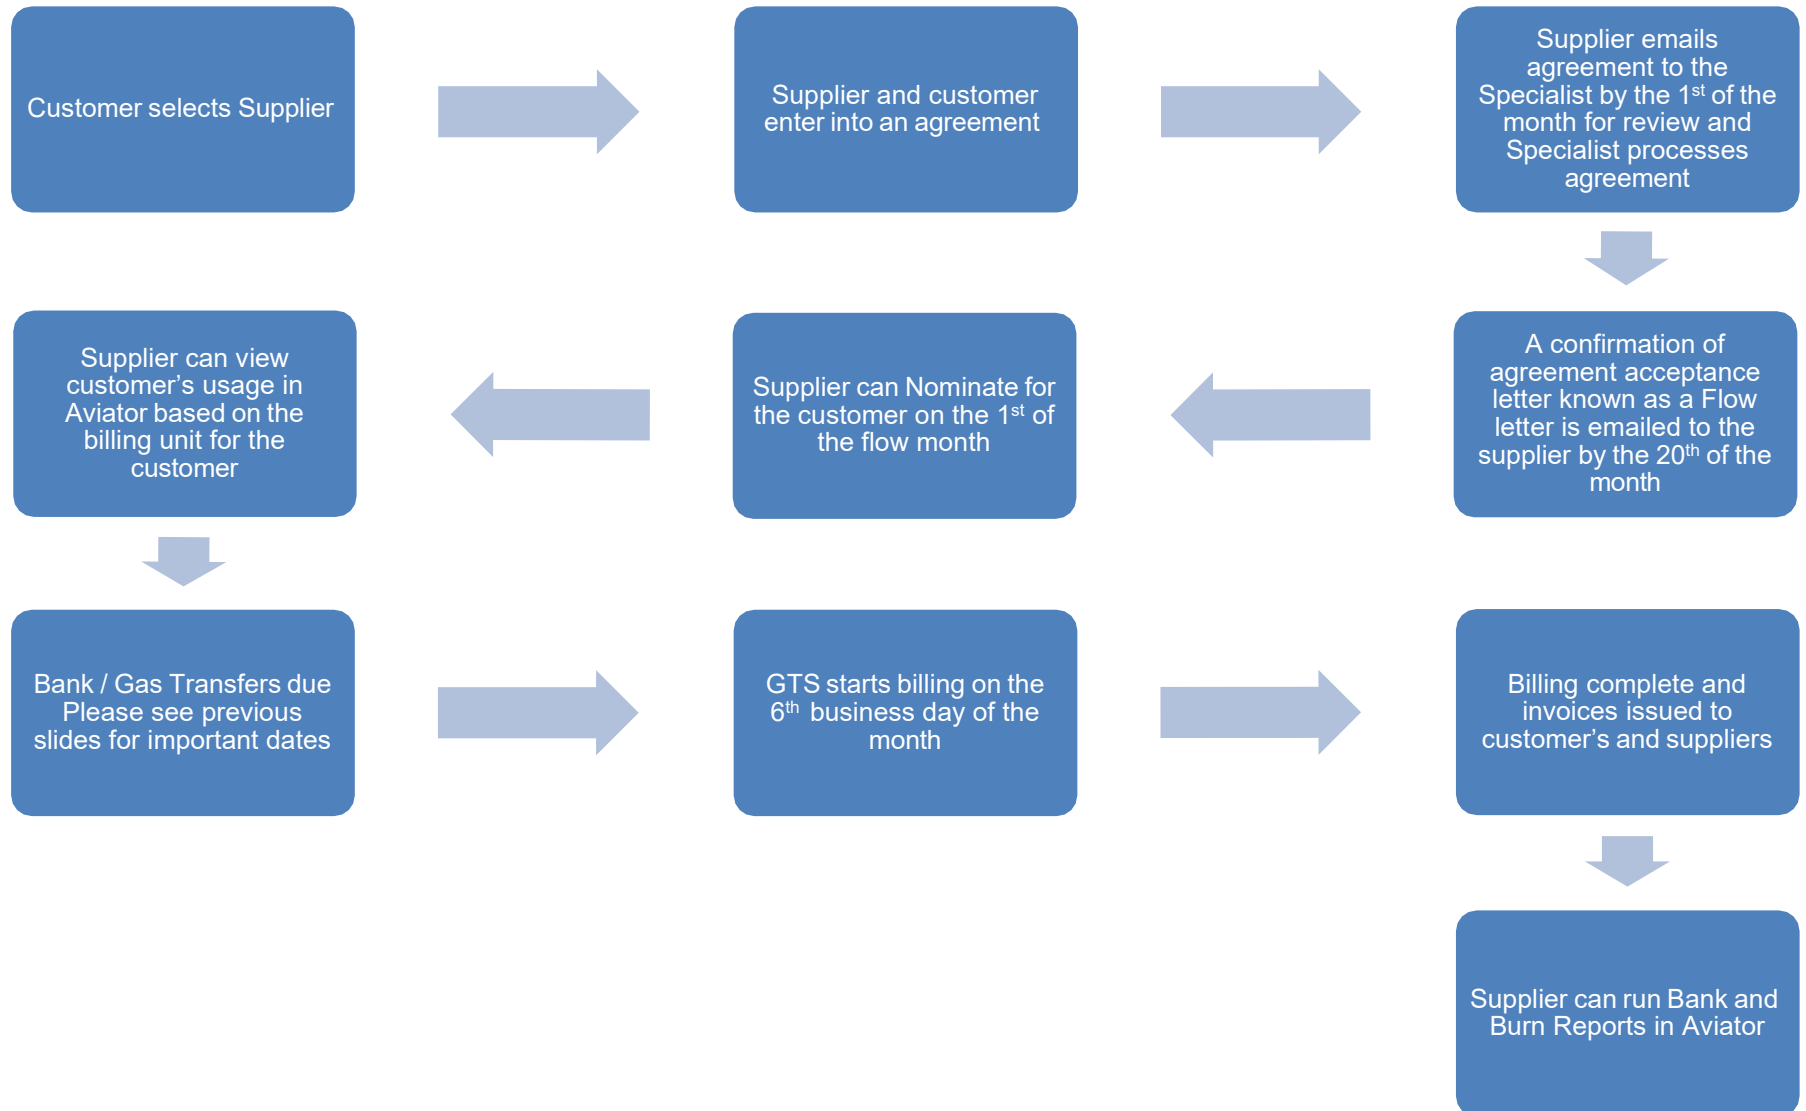 Customer selects Supplier
Supplier and customer
enter into an agreement
Supplier emails
agreement to the
Specialist by the 1st of the
month for review and
Specialist processes
agreement
A confirmation of
agreement acceptance
letter known as a Flow
letter is emailed to the
supplier by the 20th of the
month
Supplier can Nominate for
the customer on the 1st of
the flow month
Supplier can view
customer’s usage in
Aviator based on the
billing unit for the
customer
Bank / Gas Transfers due
Please see previous
slides for important dates
GTS starts billing on the
6th business day of the
month
Billing complete and
invoices issued to
customer’s and suppliers
Supplier can run Bank and
Burn Reports in Aviator